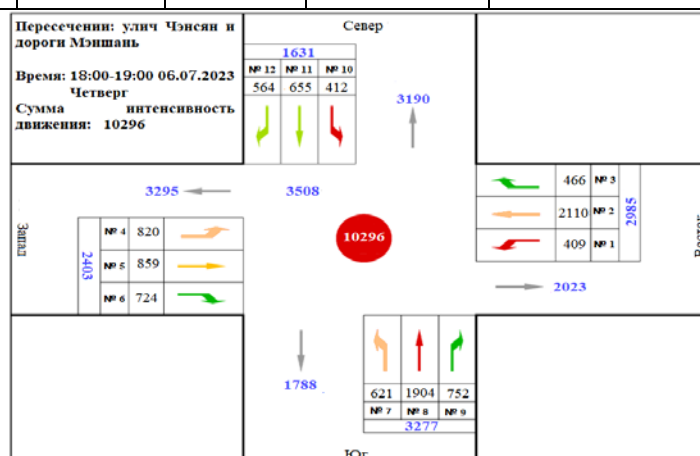 Пересечении: улич Чэнсян и
дороги Мэншань
Время: 18:00-19:00 06.07.2023
Четверг
Сумма интенсивность
движения: 10296
Север
1631
№ 12 № 11 № 10
564 655 412
3190
3295
3508
466 № 3
2110 № 2
409 № 1
2985
Восток
10296
Запад
2403
№ 4 820
№ 5 859
№ 6 724
2023
1788
621 1904 752
№ 7 № 8 № 9
3277
Юг